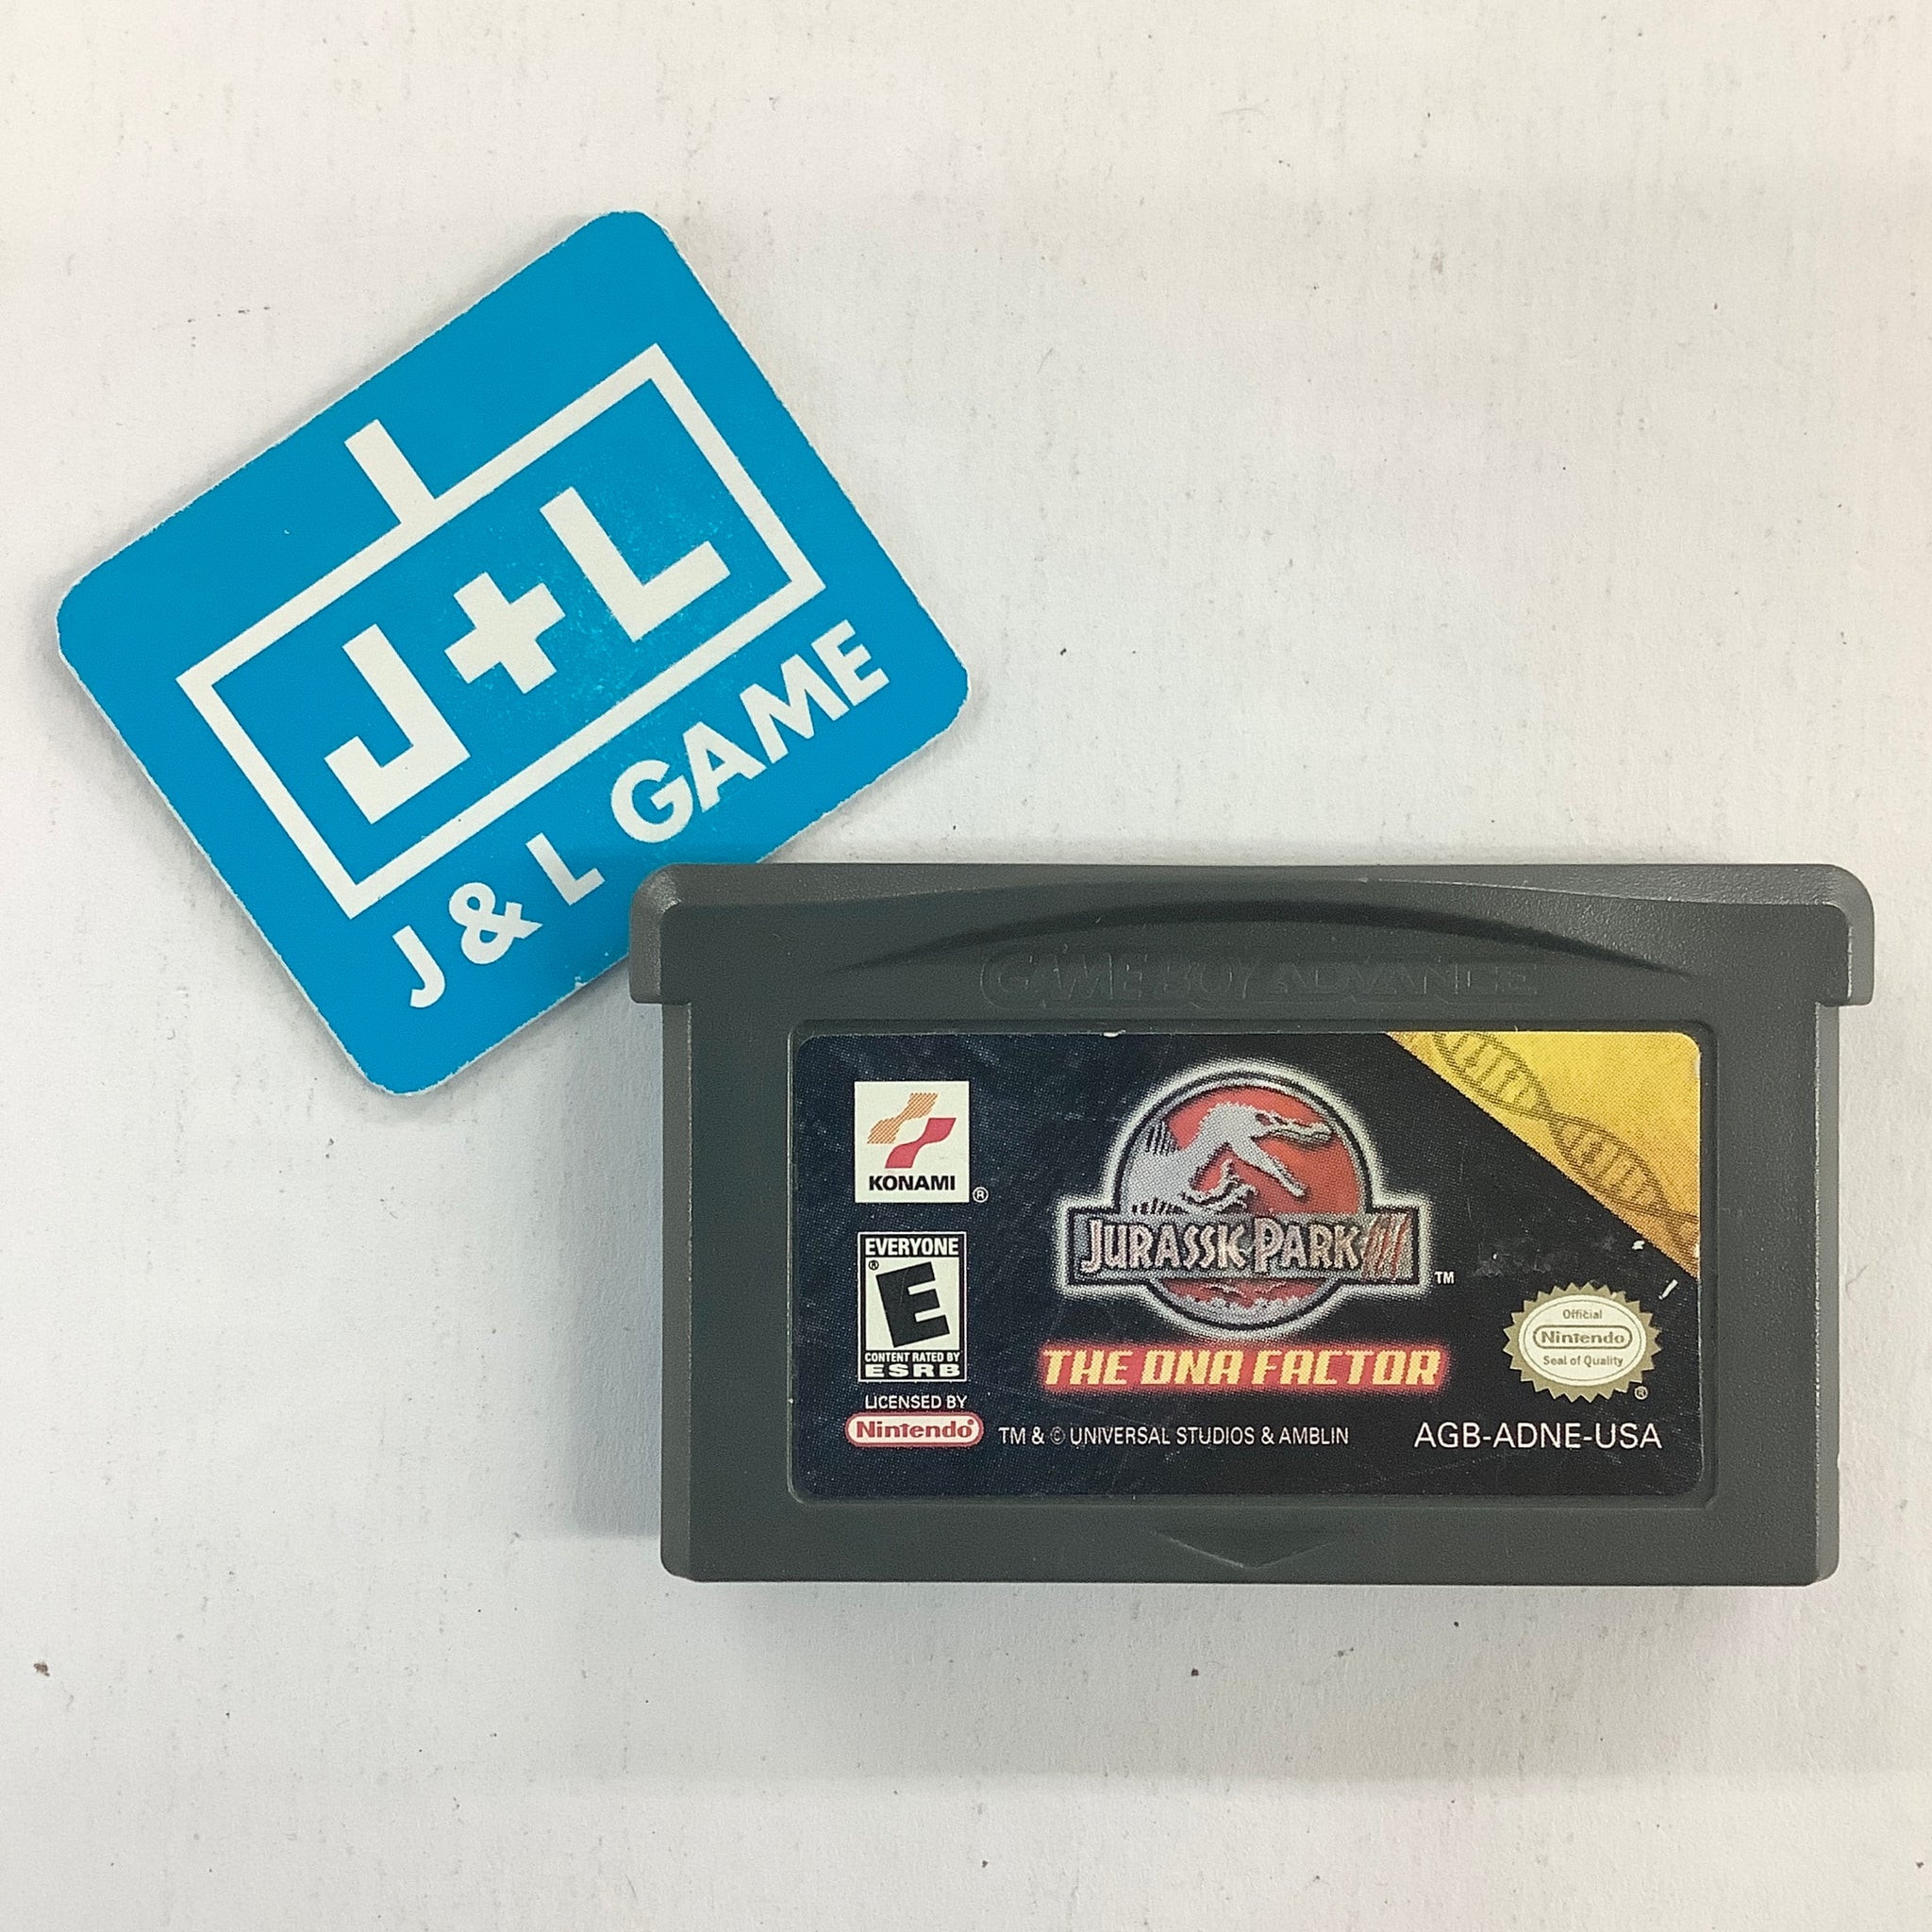 J+L
J & L GAME
GAME BOY ADVANCE
KONAMI ®
JURASSIC PARK III ™
EVERYONE
® E
CONTENT RATED BY
ESRB
THE DNA FACTOR
Official
Nintendo
Seal of Quality
®
LICENSED BY
Nintendo®
TM & © UNIVERSAL STUDIOS & AMBLIN
AGB-ADNE-USA